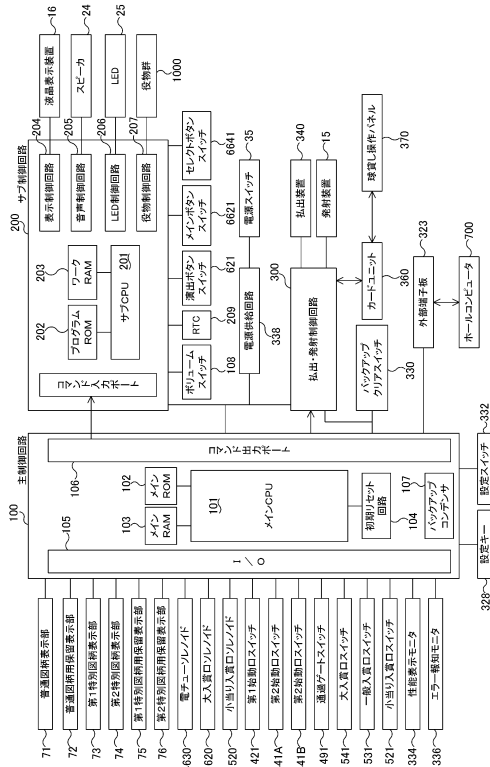 主制御回路
100
I／O
105
コマンド出力ポート
106
メイン
RAM
103
メイン
ROM
102
101
メインCPU
初期リセット
回路
104
バックアップ
コンデンサ
107
設定キー
328
設定スイッチ
332
71
普通図柄表示部
72
普通図柄用保留表示部
73
第1特別図柄表示部
74
第2特別図柄表示部
75
第1特別図柄用保留表示部
76
第2特別図柄用保留表示部
630
電チューソレノイド
620
大入賞口ソレノイド
520
小当り入賞口ソレノイド
421
第1始動口スイッチ
41A
第2始動口スイッチ
41B
第2始動口スイッチ
491
通過ゲートスイッチ
541
大入賞口スイッチ
531
一般入賞口スイッチ
521
小当り入賞口スイッチ
334
性能表示モニタ
336
エラー報知モニタ
サブ制御回路
200
コマンド入力ポート
プログラム
ROM
202
ワーク
RAM
203
201
サブCPU
表示制御回路
204
音声制御回路
205
LED制御回路
206
役物制御回路
207
液晶表示装置
16
スピーカ
24
LED
25
役物群
1000
ボリューム
スイッチ
108
RTC
209
演出ボタン
スイッチ
621
メインボタン
スイッチ
6621
セレクトボタン
スイッチ
6641
電源供給回路
338
電源スイッチ
35
払出・発射制御回路
300
払出装置
340
発射装置
15
カードユニット
360
球貸し操作パネル
370
バックアップ
クリアスイッチ
330
外部端子板
323
ホールコンピュータ
700